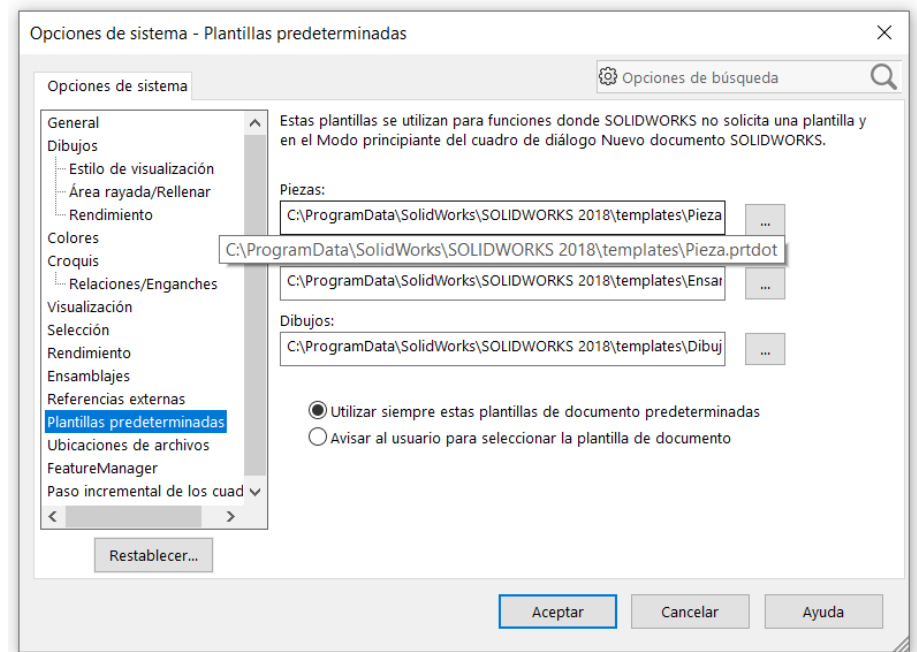 Opciones de sistema - Plantillas predeterminadas
Opciones de sistema
Opciones de búsqueda
General
Dibujos
Estilo de visualización
Área rayada/Rellenar
Rendimiento
Colores
Croquis
Relaciones/Enganches
Visualización
Selección
Rendimiento
Ensamblajes
Referencias externas
Plantillas predeterminadas
Ubicaciones de archivos
FeatureManager
Paso incremental de los cuad
Restablecer...
Estas plantillas se utilizan para funciones donde SOLIDWORKS no solicita una plantilla y
en el Modo principiante del cuadro de diálogo Nuevo documento SOLIDWORKS.
Piezas:
C:\ProgramData\SolidWorks\SOLIDWORKS 2018\templates\Pieza
...
C:\ProgramData\SolidWorks\SOLIDWORKS 2018\templates\Pieza.prtdot
C:\ProgramData\SolidWorks\SOLIDWORKS 2018\templates\Ensar
...
Dibujos:
C:\ProgramData\SolidWorks\SOLIDWORKS 2018\templates\Dibuj
...
Utilizar siempre estas plantillas de documento predeterminadas
Avisar al usuario para seleccionar la plantilla de documento
Aceptar
Cancelar
Ayuda